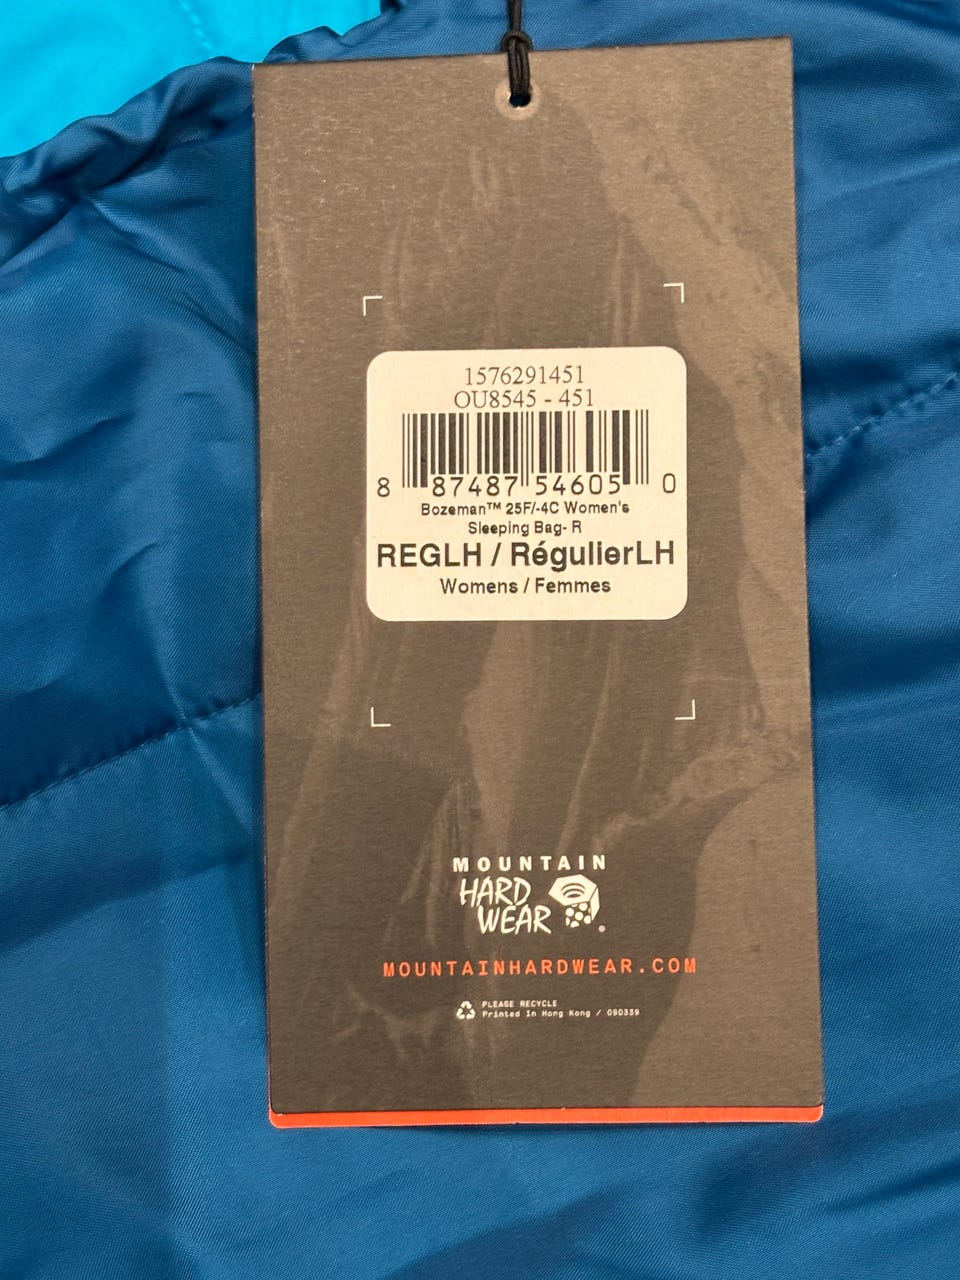 1576291451
OU8545 - 451
8 87487 54605 0
Bozeman™ 25F/-4C Women's
Sleeping Bag- R
REGLH / RégulierLH
Womens / Femmes
MOUNTAIN
HARD
WEAR®
MOUNTAINHARDWEAR.COM
PLEASE RECYCLE
Printed In Hong Kong / 090339